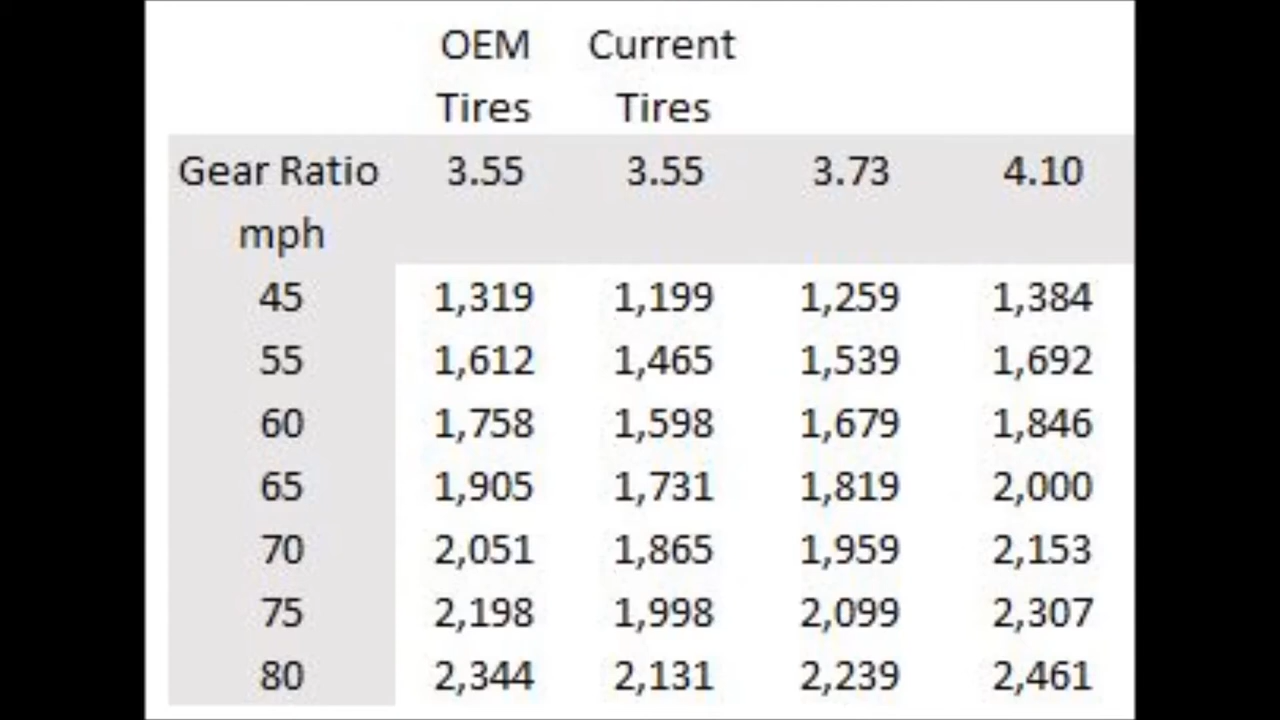 OEM Current
Tires Tires
Gear Ratio 3.55 3.55 3.73 4.10
mph
45 1,319 1,199 1,259 1,384
55 1,612 1,465 1,539 1,692
60 1,758 1,598 1,679 1,846
65 1,905 1,731 1,819 2,000
70 2,051 1,865 1,959 2,153
75 2,198 1,998 2,099 2,307
80 2,344 2,131 2,239 2,461